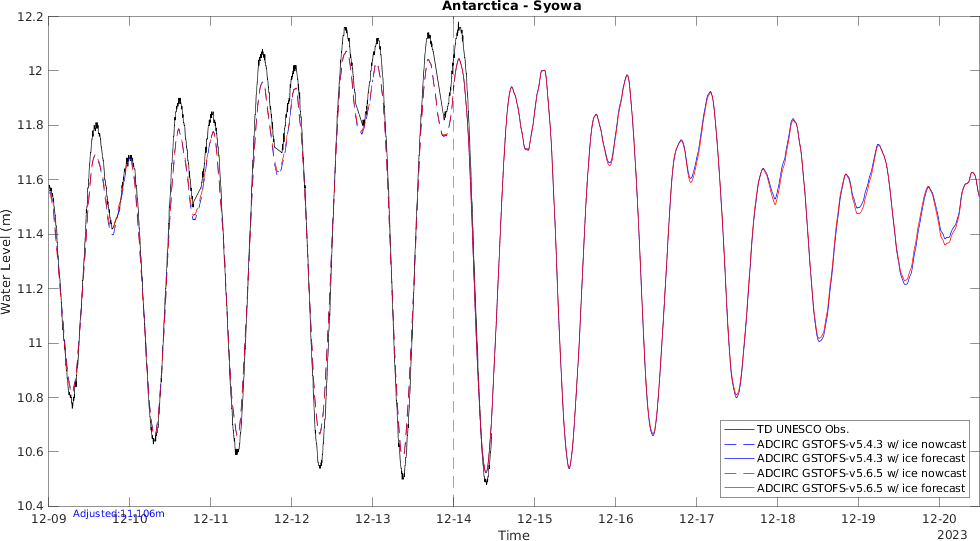 Antarctica - Syowa
Water Level (m)
12.2
12
11.8
11.6
11.4
11.2
11
10.8
10.6
10.4
TD UNESCO Obs.
ADCIRC GSTOFS-v5.4.3 w/ ice nowcast
ADCIRC GSTOFS-v5.4.3 w/ ice forecast
ADCIRC GSTOFS-v5.6.5 w/ ice nowcast
ADCIRC GSTOFS-v5.6.5 w/ ice forecast
Adjusted:11.106m
12-09 12-10 12-11 12-12 12-13 12-14 12-15 12-16 12-17 12-18 12-19 12-20
Time
2023